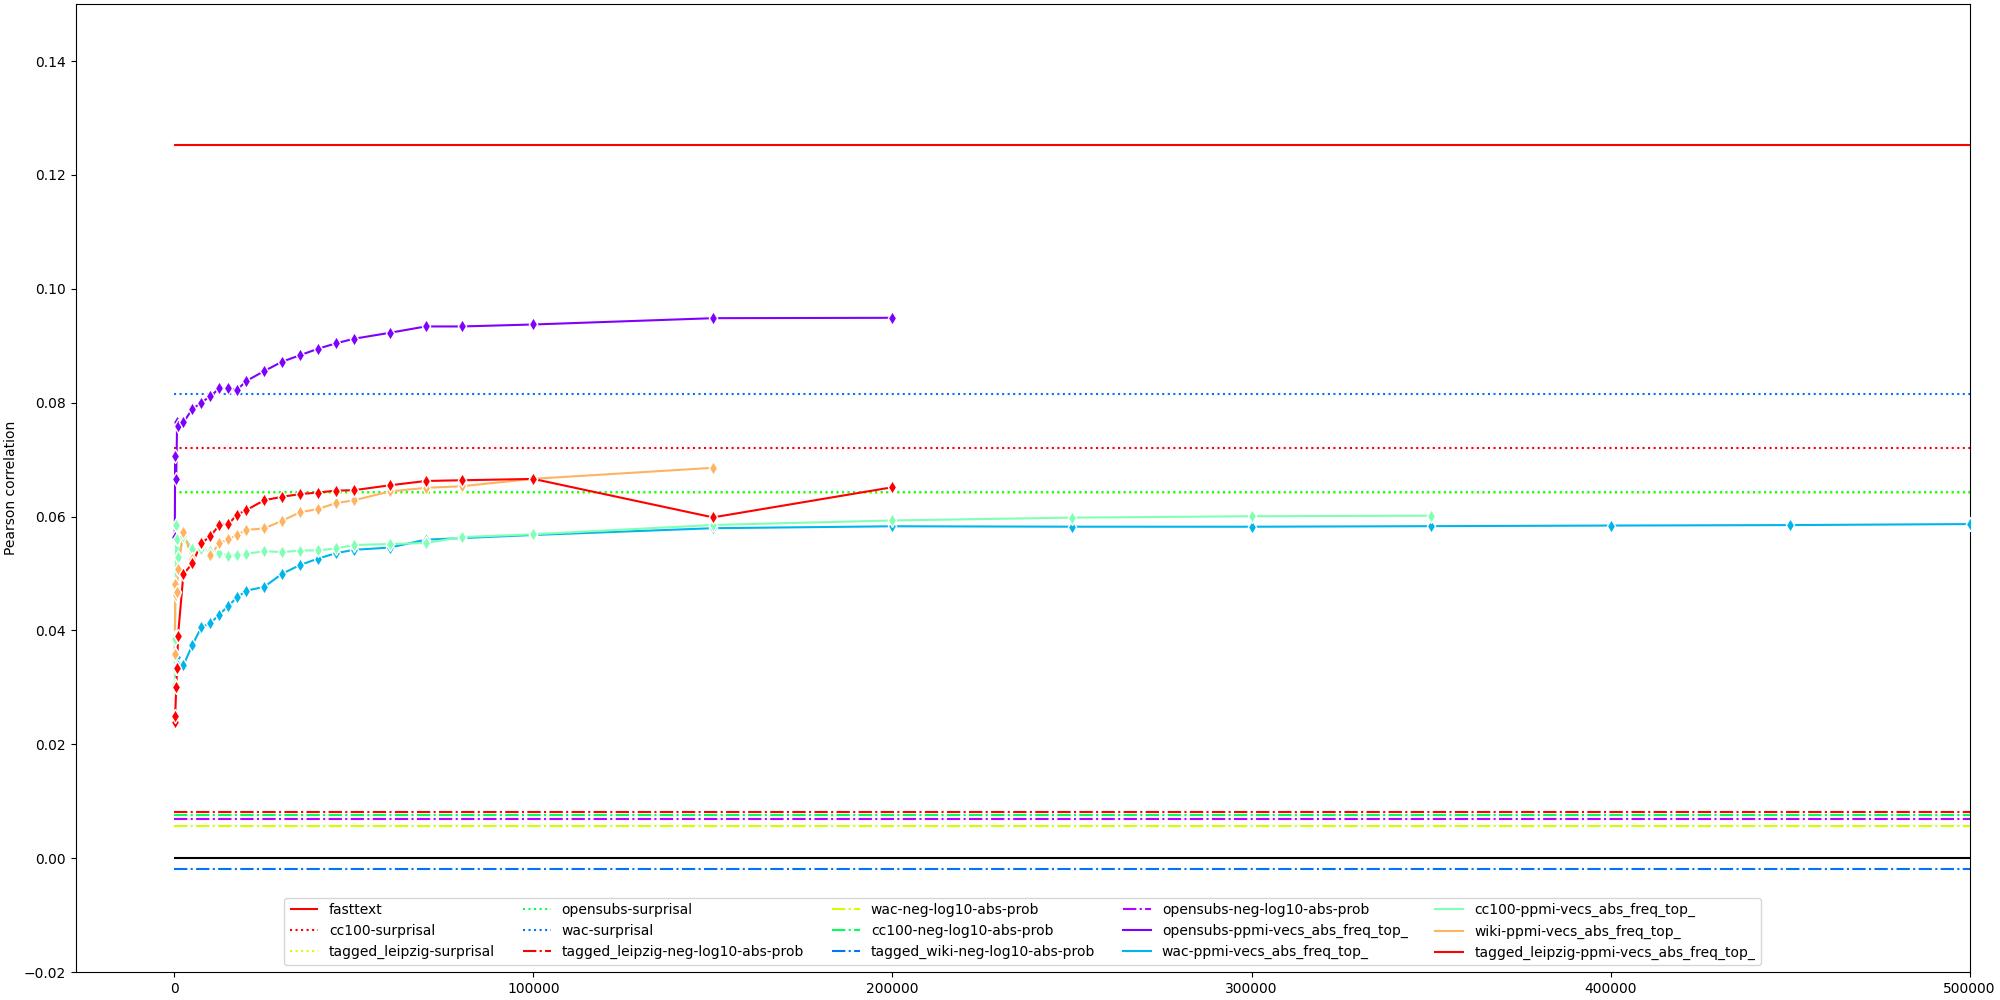 0.14
0.12
0.10
0.08
0.06
0.04
0.02
0.00
−0.02
Pearson correlation
0
100000
200000
300000
400000
500000
fasttext
cc100-surprisal
tagged_leipzig-surprisal
opensubs-surprisal
wac-surprisal
tagged_leipzig-neg-log10-abs-prob
wac-neg-log10-abs-prob
cc100-neg-log10-abs-prob
tagged_wiki-neg-log10-abs-prob
opensubs-neg-log10-abs-prob
opensubs-ppmi-vecs_abs_freq_top_
wac-ppmi-vecs_abs_freq_top_
cc100-ppmi-vecs_abs_freq_top_
wiki-ppmi-vecs_abs_freq_top_
tagged_leipzig-ppmi-vecs_abs_freq_top_